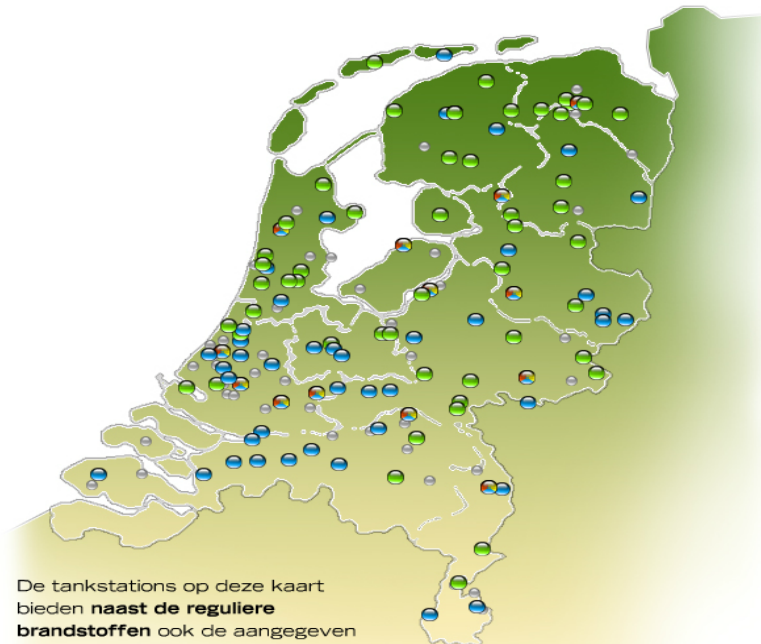 De tankstations op deze kaart
bieden naast de reguliere
brandstoffen ook de aangegeven